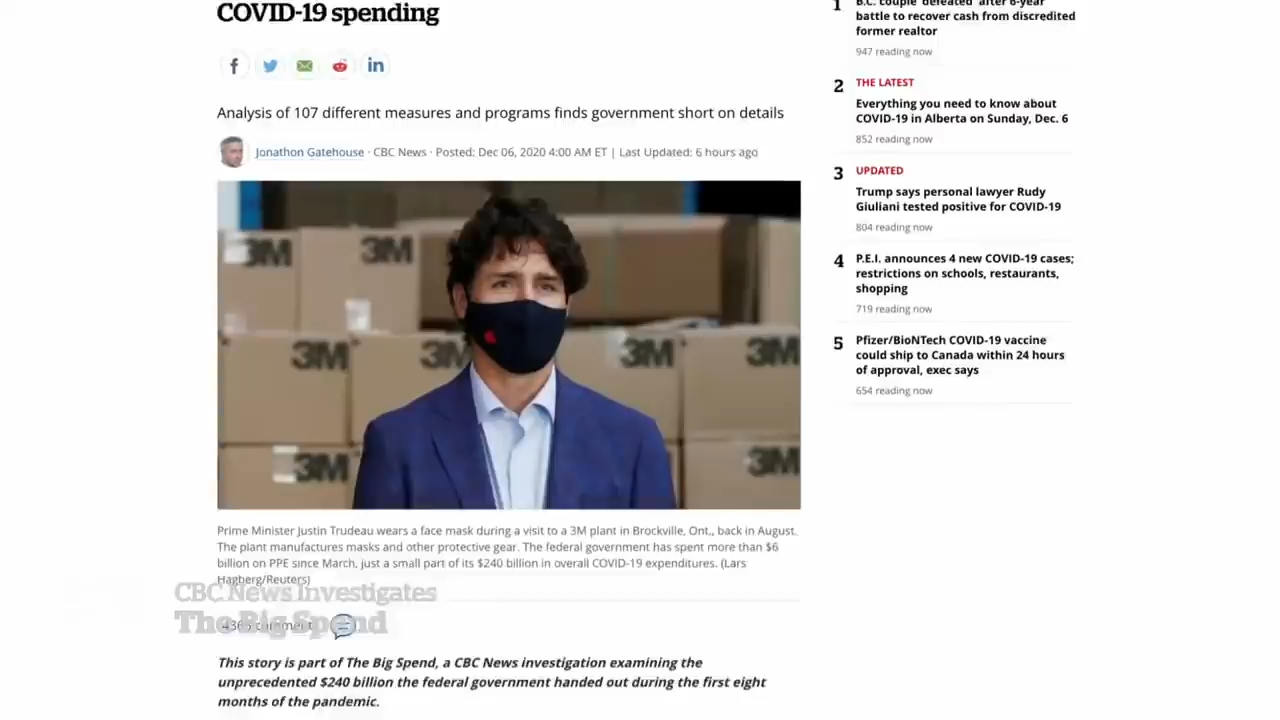 COVID-19 spending
Analysis of 107 different measures and programs finds government short on details
Jonathon Gatehouse · CBC News · Posted: Dec 06, 2020 4:00 AM ET | Last Updated: 6 hours ago
3M 3M
3M 3M 3M 3M
3M 3M
Prime Minister Justin Trudeau wears a face mask during a visit to a 3M plant in Brockville, Ont., back in August.
The plant manufactures masks and other protective gear. The federal government has spent more than $6
billion on PPE since March, just a small part of its $240 billion in overall COVID-19 expenditures. (Lars
Hagberg/Reuters)
CBC News Investigates
The Big Spend
This story is part of The Big Spend, a CBC News investigation examining the
unprecedented $240 billion the federal government handed out during the first eight
months of the pandemic.
1 B.C. couple 'defeated' after 6-year
battle to recover cash from discredited
former realtor
947 reading now
2 THE LATEST
Everything you need to know about
COVID-19 in Alberta on Sunday, Dec. 6
852 reading now
3 UPDATED
Trump says personal lawyer Rudy
Giuliani tested positive for COVID-19
804 reading now
4 P.E.I. announces 4 new COVID-19 cases;
restrictions on schools, restaurants,
shopping
719 reading now
5 Pfizer/BioNTech COVID-19 vaccine
could ship to Canada within 24 hours
of approval, exec says
654 reading now